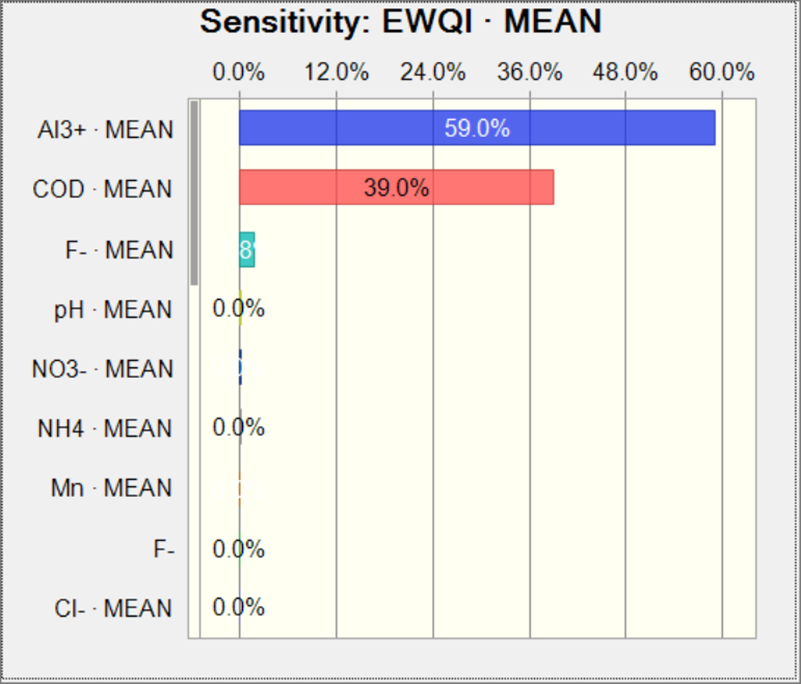 Sensitivity: EWQI · MEAN
0.0% 12.0% 24.0% 36.0% 48.0% 60.0%
Al3+ · MEAN 59.0%
COD · MEAN 39.0%
F- · MEAN
pH · MEAN 0.0%
NO3- · MEAN
NH4 · MEAN 0.0%
Mn · MEAN
F- 0.0%
Cl- · MEAN 0.0%